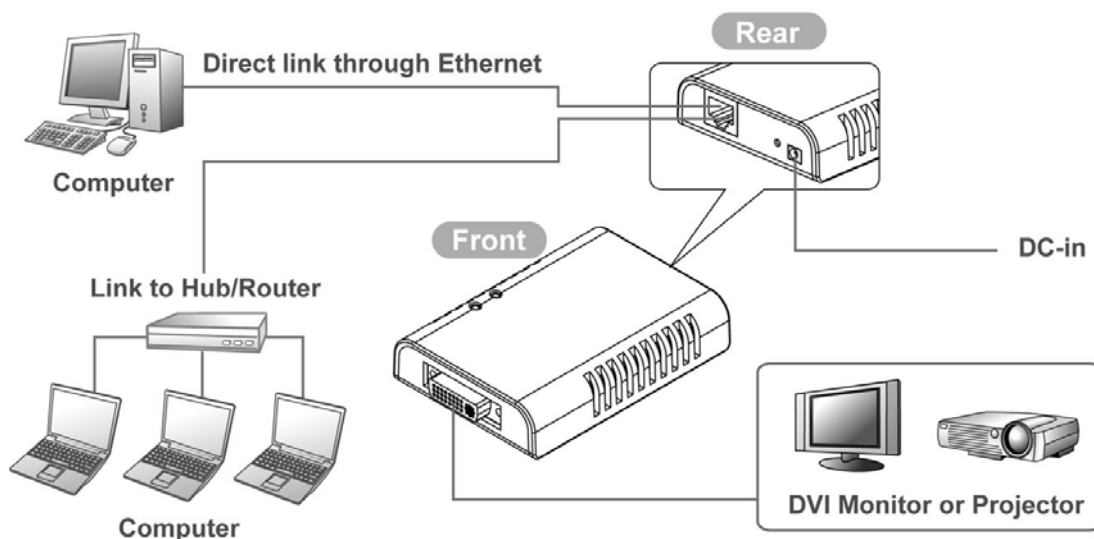 Rear
Direct link through Ethernet
Computer
Front
DC-in
Link to Hub/Router
DVI Monitor or Projector
Computer